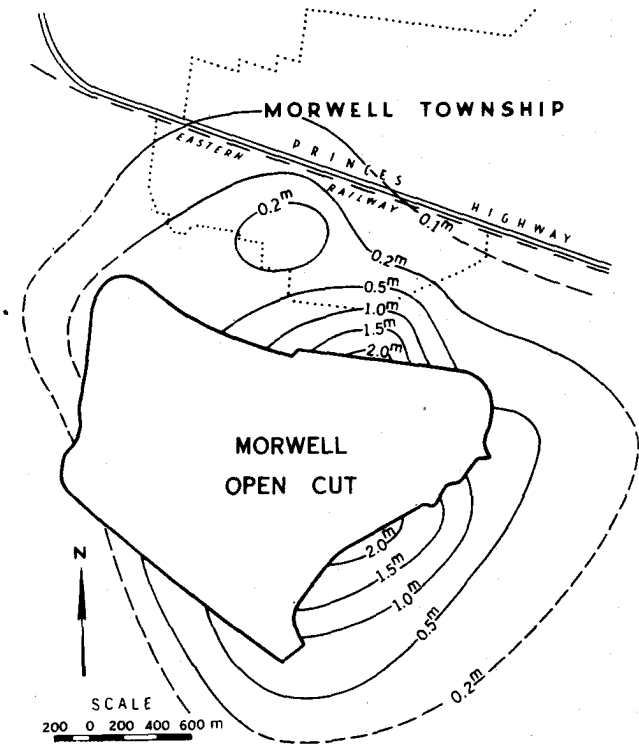 MORWELL TOWNSHIP
EASTERN
PRINCES
RAILWAY
HIGHWAY
0.1m
0.2m
0.2m
0.5m
1.0m
1.5m
2.0m
MORWELL
OPEN CUT
N
2.0m
1.5m
1.0m
0.5m
0.2m
SCALE
200 0 200 400 600 m